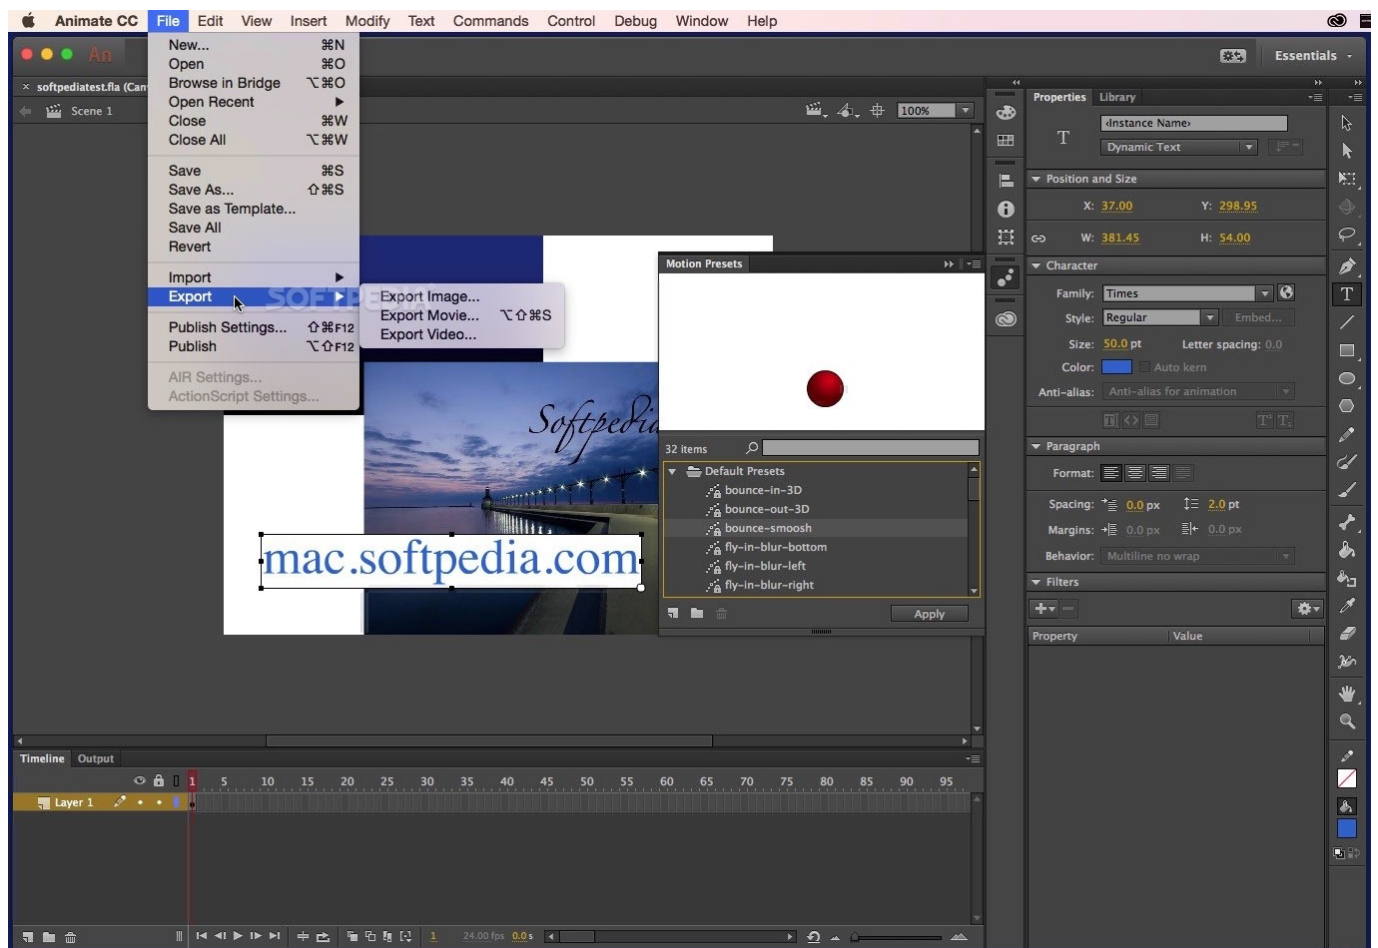 Animate CC File Edit View Insert Modify Text Commands Control Debug Window Help
An
Essentials
New... ⌘N
Open ⌘O
Browse in Bridge ⌥⌘O
Open Recent
Close ⌘W
Close All ⌥⌘W
Save ⌘S
Save As... ⇧⌘S
Save as Template...
Save All
Revert
Import
Export
Publish Settings... ⇧⌘F12
Publish ⌥⇧F12
AIR Settings...
ActionScript Settings...
Export Image...
Export Movie... ⌥⇧⌘S
Export Video...
SOFTPEDIA
softpediatest.fla (Can
Scene 1
100%
Softpedia
mac.softpedia.com
Motion Presets
32 items
Default Presets
bounce-in-3D
bounce-out-3D
bounce-smoosh
fly-in-blur-bottom
fly-in-blur-left
fly-in-blur-right
Apply
Properties Library
T
<Instance Name>
Dynamic Text
Position and Size
X: 37.00 Y: 298.95
W: 381.45 H: 54.00
Character
Family: Times
Style: Regular Embed...
Size: 50.0 pt Letter spacing: 0.0
Color: Auto kern
Anti-alias: Anti-alias for animation
Paragraph
Format:
Spacing: 0.0 px 2.0 pt
Margins: 0.0 px 0.0 px
Behavior: Multiline no wrap
Filters
Property Value
Timeline Output
1 5 10 15 20 25 30 35 40 45 50 55 60 65 70 75 80 85 90 95
Layer 1
1 24.00 fps 0.0 s